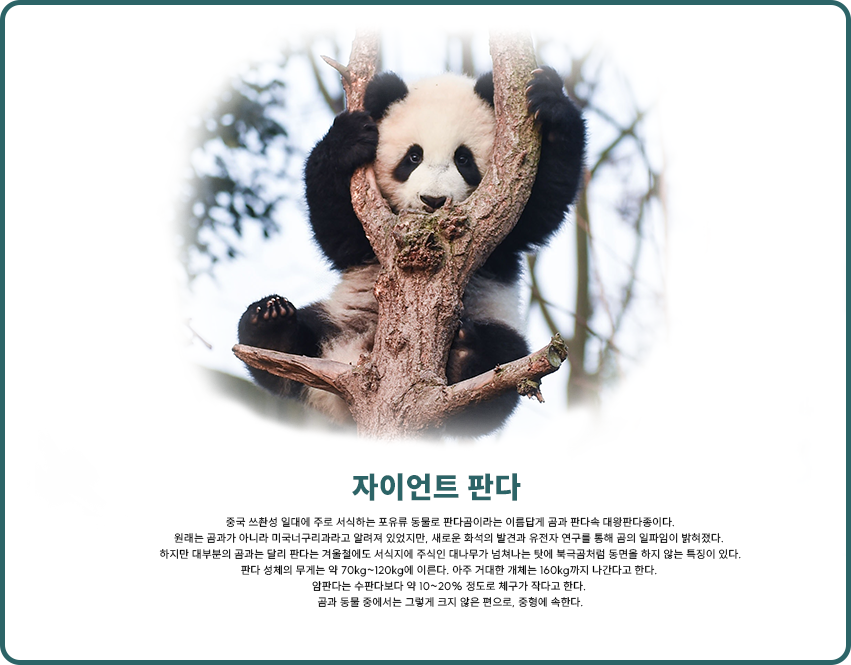 자이언트 판다
중국 쓰촨성 일대에 주로 서식하는 포유류 동물로 판다곰이라는 이름답게 곰과 판다속 대왕판다종이다.
원래는 곰과가 아니라 미국너구리과라고 알려져 있었지만, 새로운 화석의 발견과 유전자 연구를 통해 곰의 일파임이 밝혀졌다.
하지만 대부분의 곰과는 달리 판다는 겨울철에도 서식지에 주식인 대나무가 넘쳐나는 탓에 북극곰처럼 동면을 하지 않는 특징이 있다.
판다 성체의 무게는 약 70kg~120kg에 이른다. 아주 거대한 개체는 160kg까지 나간다고 한다.
암판다는 수판다보다 약 10~20% 정도로 체구가 작다고 한다.
곰과 동물 중에서는 그렇게 크지 않은 편으로, 중형에 속한다.